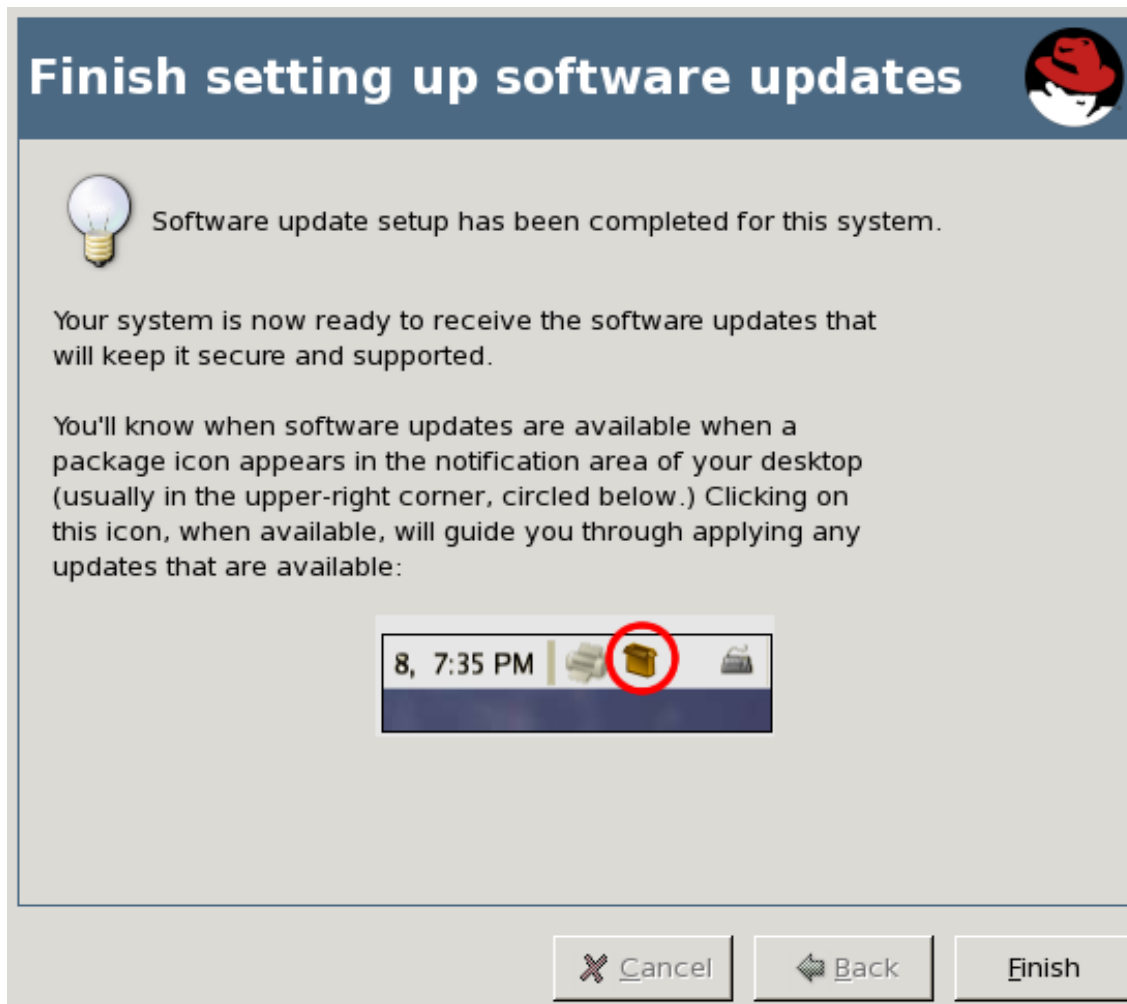 Finish setting up software updates
Software update setup has been completed for this system.
Your system is now ready to receive the software updates that
will keep it secure and supported.
You'll know when software updates are available when a
package icon appears in the notification area of your desktop
(usually in the upper-right corner, circled below.) Clicking on
this icon, when available, will guide you through applying any
updates that are available:
8, 7:35 PM
Cancel
Back
Finish